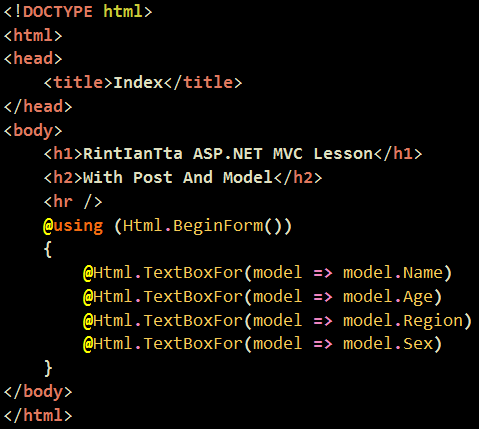 <!DOCTYPE html>
<html>
<head>
    <title>Index</title>
</head>
<body>
    <h1>RintIanTta ASP.NET MVC Lesson</h1>
    <h2>With Post And Model</h2>
    <hr />
    @using (Html.BeginForm())
    {
        @Html.TextBoxFor(model => model.Name)
        @Html.TextBoxFor(model => model.Age)
        @Html.TextBoxFor(model => model.Region)
        @Html.TextBoxFor(model => model.Sex)
    }
</body>
</html>